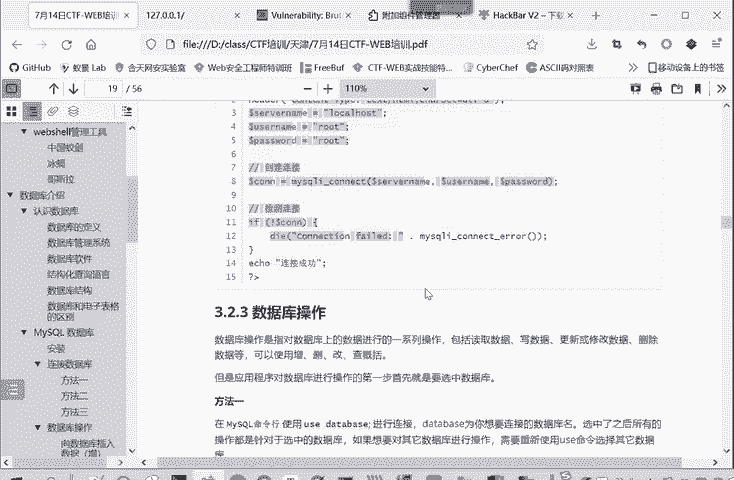 7月14日CTF-WEB培训
127.0.0.1/
Vulnerability: Brut
附加组件管理器
HackBar V2 – 下载
file:///D:/class/CTF培训/天津/7月14日CTF-WEB培训.pdf
GitHub
蚁景 Lab
合天网安实验室
Web安全工程师特训班
FreeBuf
CTF-WEB实战技能特...
CyberChef
ASCII码对照表
移动设备上的书签
19 / 56
110%
webshell管理工具
中国蚁剑
冰蝎
哥斯拉
数据库介绍
认识数据库
数据库的定义
数据库管理系统
数据库软件
结构化查询语言
数据库结构
数据库和电子表格
的区别
MySQL 数据库
安装
连接数据库
方法一
方法二
方法三
数据库操作
向数据库插入
数据（增）
3 $servername = "localhost";
4 $username = "root";
5 $password = "root";
6
7 // 创建连接
8 $conn = mysqli_connect($servername, $username, $password);
9
10 // 检测连接
11 if (!$conn) {
12 die("Connection failed: " . mysqli_connect_error());
13 }
14 echo "连接成功";
15 ?>
3.2.3 数据库操作
数据库操作是指对数据库上的数据进行的一系列操作，包括读取数据、写数据、更新或修改数据、删除
数据等，可以使用增、删、改、查概括。
但是应用程序对数据库进行操作的第一步首先就是要选中数据库。
方法一
在 MySQL命令行 使用 use database; 进行连接，database为你想要连接的数据库名。选中了之后所有的
操作都是针对于选中的数据库，如果想要对其它数据库进行操作，需要重新使用use命令选择其它数据
库